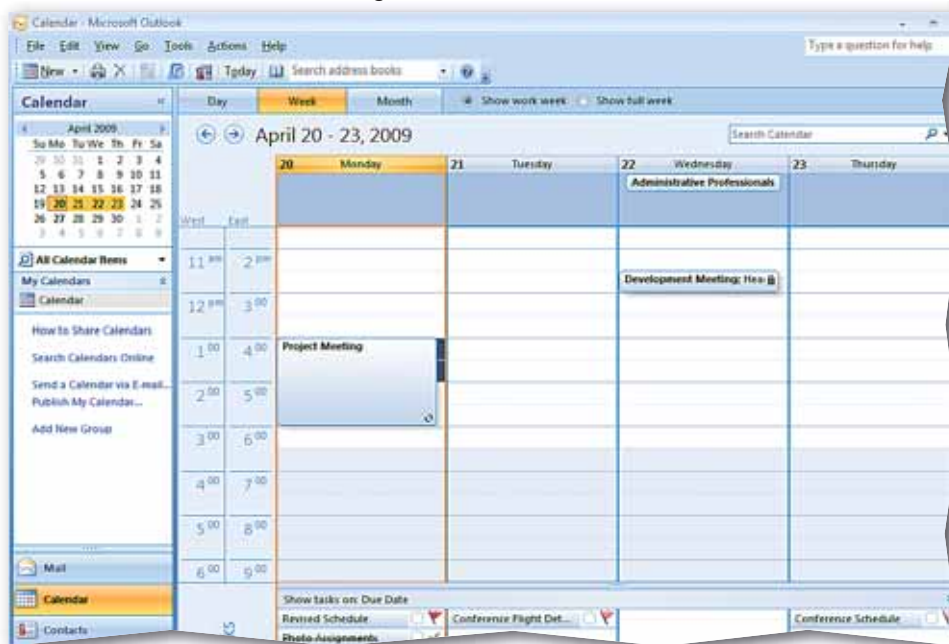 Calendar - Microsoft Outlook
File Edit View Go Tools Actions Help
Type a question for help
New Today Search address books
Calendar
Day Week Month Show work week Show full week
April 2009
Su Mo Tu We Th Fr Sa
29 30 31 1 2 3 4
5 6 7 8 9 10 11
12 13 14 15 16 17 18
19 20 21 22 23 24 25
26 27 28 29 30 1 2
3 4 5 6 7 8 9
April 20 - 23, 2009
Search Calendar
20 Monday 21 Tuesday 22 Wednesday 23 Thursday
Administrative Professionals
West East
All Calendar Items
My Calendars
Calendar
How to Share Calendars
Search Calendars Online
Send a Calendar via E-mail...
Publish My Calendar...
Add New Group
11 am 2 pm
Development Meeting; Hea
12 pm 3 00
1 00 4 00 Project Meeting
2 00 5 00
3 00 6 00
4 00 7 00
5 00 8 00
6 00 9 00
Mail
Calendar
Contacts
Show tasks on: Due Date
Revised Schedule Conference Flight Det... Conference Schedule
Photo Assignments